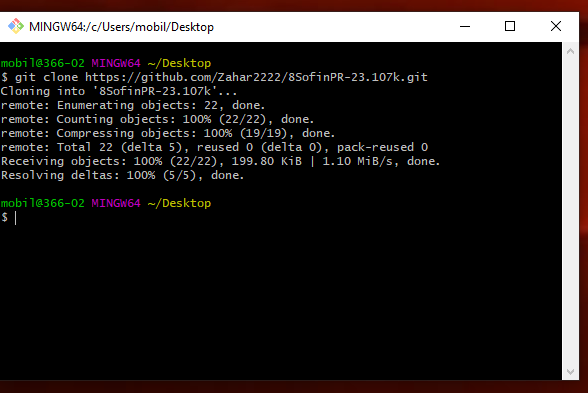 MINGW64:/c/Users/mobil/Desktop
mobil@366-02 MINGW64 ~/Desktop
$ git clone https://github.com/Zahar2222/8SofinPR-23.107k.git
Cloning into '8SofinPR-23.107k'...
remote: Enumerating objects: 22, done.
remote: Counting objects: 100% (22/22), done.
remote: Compressing objects: 100% (19/19), done.
remote: Total 22 (delta 5), reused 0 (delta 0), pack-reused 0
Receiving objects: 100% (22/22), 199.80 KiB | 1.10 MiB/s, done.
Resolving deltas: 100% (5/5), done.
mobil@366-02 MINGW64 ~/Desktop
$